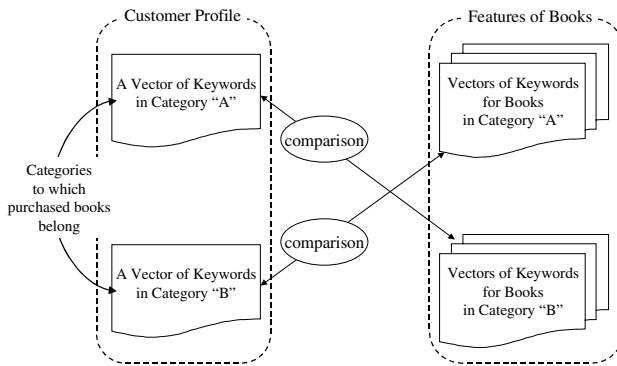 Customer Profile
Features of Books
A Vector of Keywords
in Category “A”
Vectors of Keywords
for Books
in Category “A”
comparison
Categories
to which
purchased books
belong
comparison
A Vector of Keywords
in Category “B”
Vectors of Keywords
for Books
in Category “B”